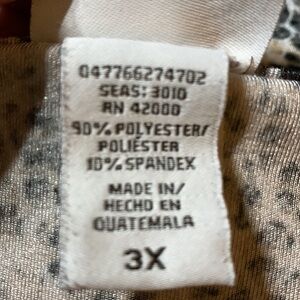 047766274702
SEAS: 3010
RN 42000
90% POLYESTER/
POLIÉSTER
10% SPANDEX
MADE IN/
HECHO EN
GUATEMALA
3X